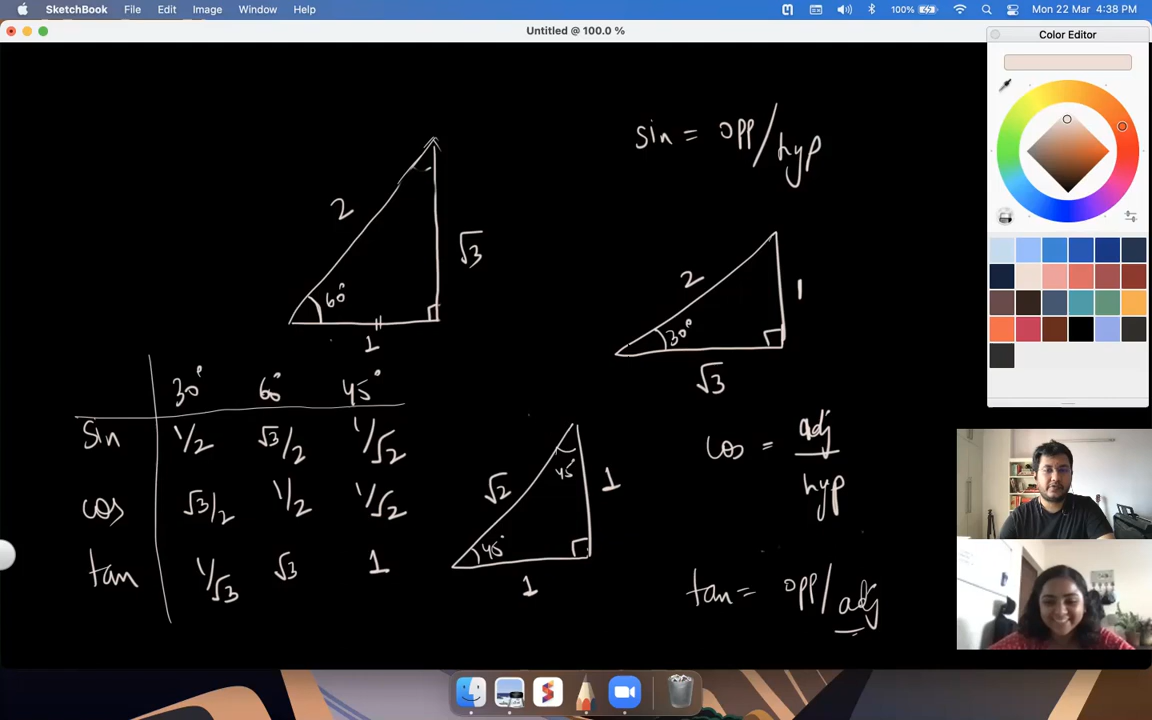 SketchBook File Edit Image Window Help
100% Mon 22 Mar 4:38 PM
Untitled @ 100.0 %
Color Editor
sin = opp/hyp
2
√3
60°
1
2
1
30°
√3
30° 60° 45°
Sin 1/2 √3/2 1/√2
cos √3/2 1/2 1/√2
tan 1/√3 √3 1
√2
45°
1
45°
1
cos = adj
hyp
tan = opp/adj